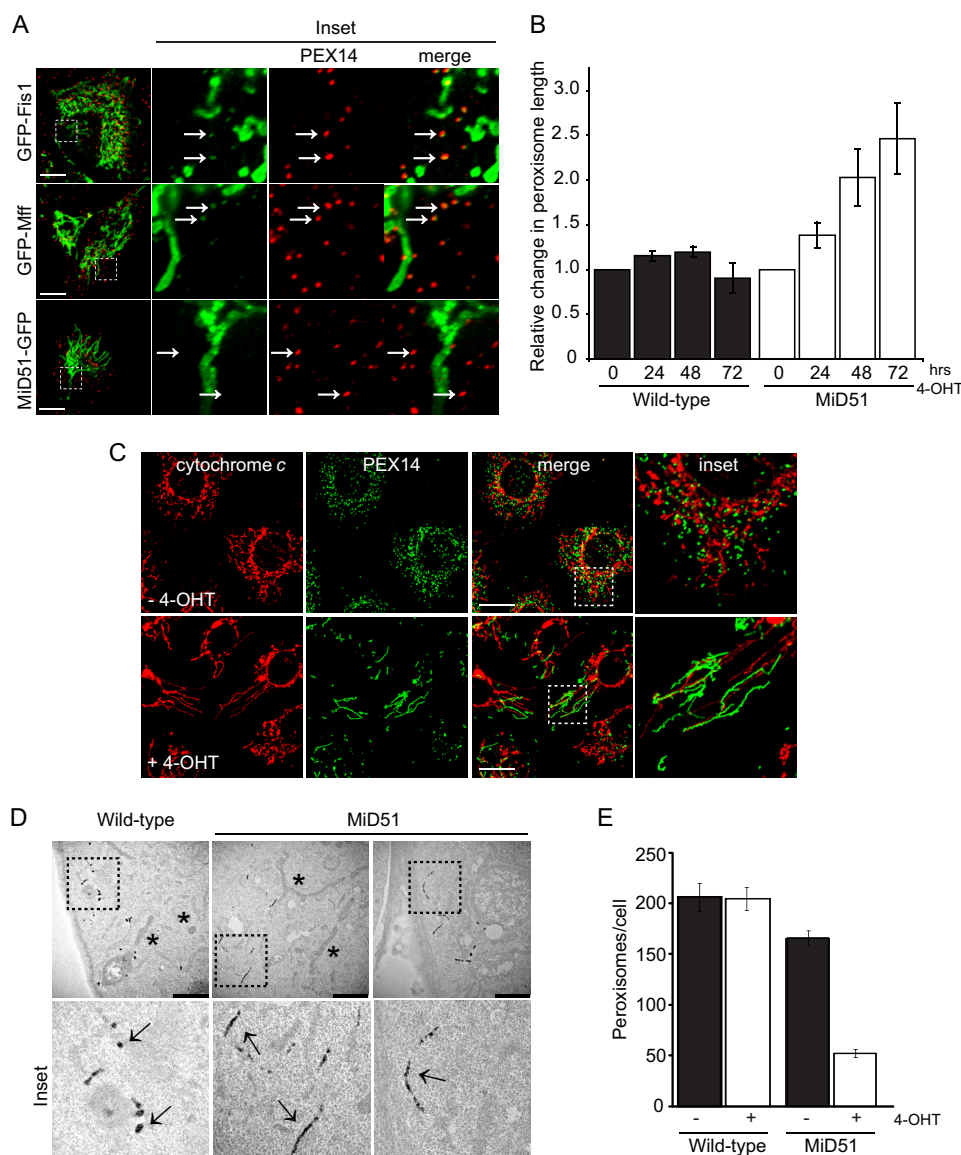 A
Inset
PEX14 merge
GFP-Fis1
GFP-Mff
MiD51-GFP
B
Relative change in peroxisome length
2.5
2.0
1.5
1.0
0.5
0
0 24 48 72 0 24 48 72 hrs
4-OHT
Wild-type MiD51
C
cytochrome c PEX14 merge inset
- 4-OHT
+ 4-OHT
D
Wild-type MiD51
* * * *
Inset
E
Peroxisomes/cell
250
200
150
100
50
0
- + - + 4-OHT
Wild-type MiD51